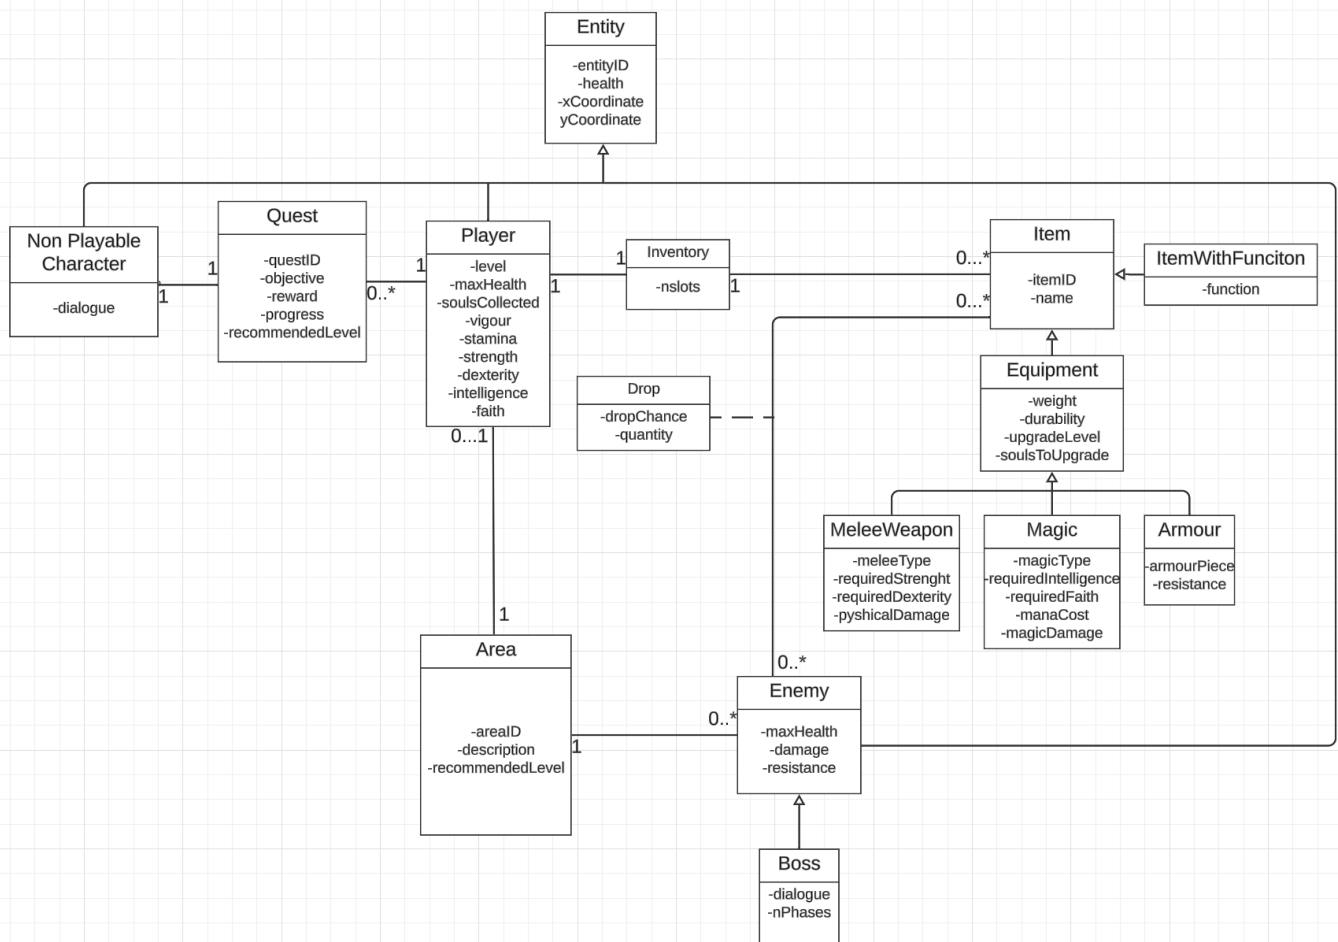 Entity
-entityID
-health
-xCoordinate
yCoordinate
Non Playable
Character
-dialogue
1
1
Quest
-questID
-objective
-reward
-progress
-recommendedLevel
0..*
1
Player
-level
-maxHealth
-soulsCollected
-vigour
-stamina
-strength
-dexterity
-intelligence
-faith
1
1
Inventory
-nslots
1
0...*
0...*
Item
-itemID
-name
ItemWithFunciton
-function
Equipment
-weight
-durability
-upgradeLevel
-soulsToUpgrade
Drop
-dropChance
-quantity
0...1
1
MeleeWeapon
-meleeType
-requiredStrenght
-requiredDexterity
-pyshicalDamage
Magic
-magicType
-requiredIntelligence
-requiredFaith
-manaCost
-magicDamage
Armour
-armourPiece
-resistance
Area
-areaID
-description
-recommendedLevel
1
0..*
0..*
Enemy
-maxHealth
-damage
-resistance
Boss
-dialogue
-nPhases